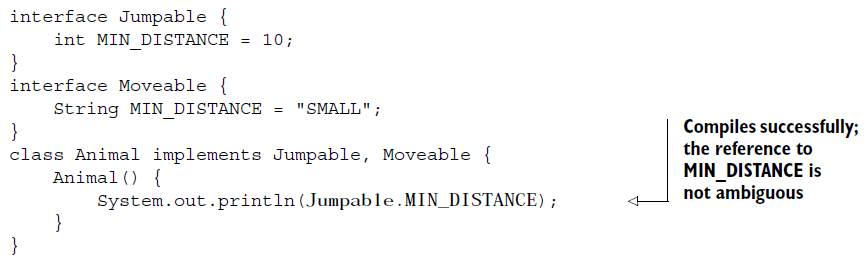 interface Jumpable {
    int MIN_DISTANCE = 10;
}
interface Moveable {
    String MIN_DISTANCE = "SMALL";
}
class Animal implements Jumpable, Moveable {
    Animal() {
        System.out.println(Jumpable.MIN_DISTANCE);
    }
}
Compiles successfully;
the reference to
MIN_DISTANCE is
not ambiguous